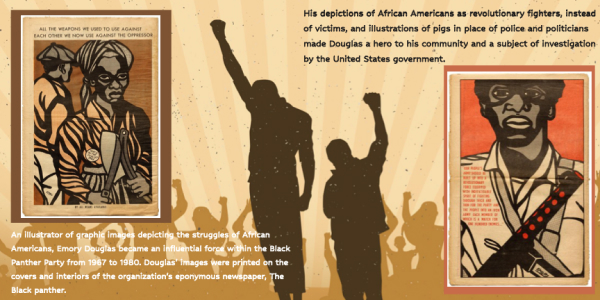 ALL THE WEAPONS WE USED TO USE AGAINST
EACH OTHER WE NOW USE AGAINST THE OPPRESSOR
His depictions of African Americans as revolutionary fighters, instead
of victims, and illustrations of pigs in place of police and politicians
made Douglas a hero to his community and a subject of investigation
by the United States government.
An illustrator of graphic images depicting the struggles of African
Americans, Emory Douglas became an influential force within the Black
Panther Party from 1967 to 1980. Douglas' images were printed on the
covers and interiors of the organization's eponymous newspaper, The
Black panther.